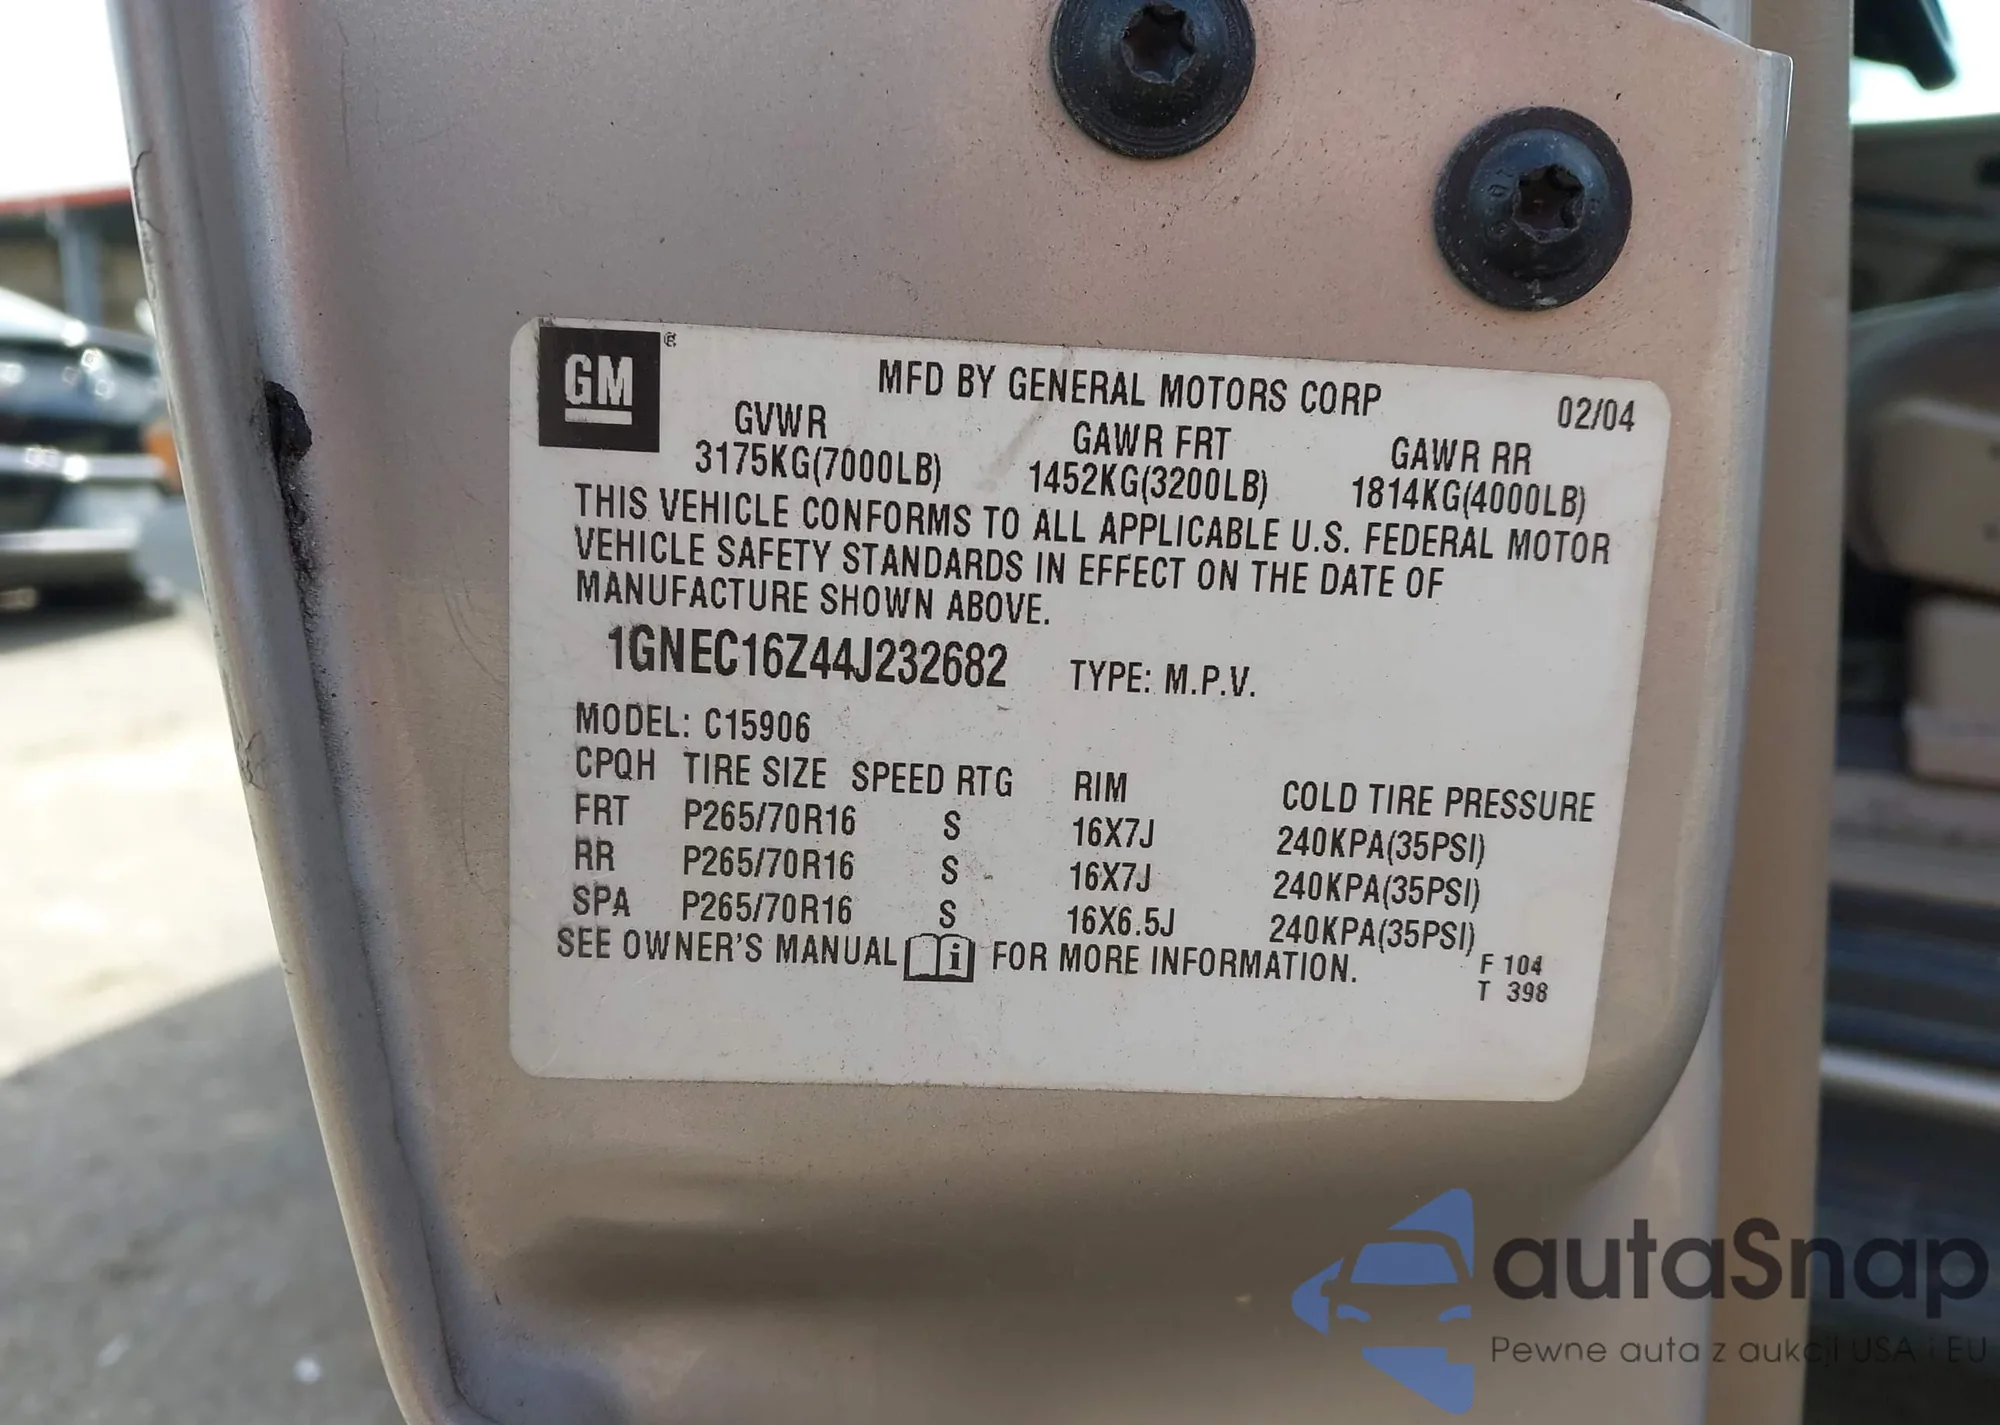 GM ®
MFD BY GENERAL MOTORS CORP 02/04
GVWR GAWR FRT GAWR RR
3175KG(7000LB) 1452KG(3200LB) 1814KG(4000LB)
THIS VEHICLE CONFORMS TO ALL APPLICABLE U.S. FEDERAL MOTOR
VEHICLE SAFETY STANDARDS IN EFFECT ON THE DATE OF
MANUFACTURE SHOWN ABOVE.
1GNEC16Z44J232682 TYPE: M.P.V.
MODEL: C15906
CPQH TIRE SIZE SPEED RTG RIM COLD TIRE PRESSURE
FRT P265/70R16 S 16X7J 240KPA(35PSI)
RR P265/70R16 S 16X7J 240KPA(35PSI)
SPA P265/70R16 S 16X6.5J 240KPA(35PSI)
SEE OWNER'S MANUAL i FOR MORE INFORMATION.
F 104
T 398
autaSnap
Pewne auta z aukcji USA i EU